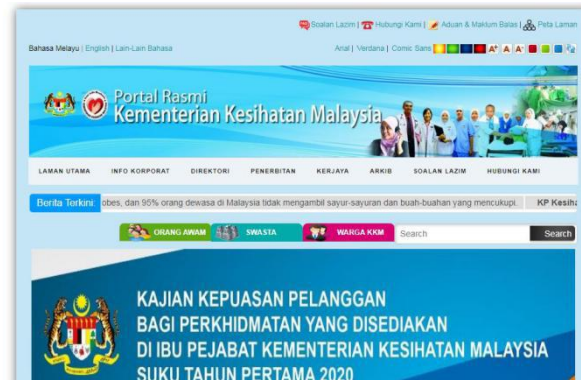 Soalan Lazim | Hubungi Kami | Aduan & Maklum Balas | Peta Laman
Bahasa Melayu | English | Lain-Lain Bahasa
Arial | Verdana | Comic Sans A+ A A-
Portal Rasmi
Kementerian Kesihatan Malaysia
LAMAN UTAMA INFO KORPORAT DIREKTORI PENERBITAN KERJAYA ARKIB SOALAN LAZIM HUBUNGI KAMI
Berita Terkini: obes, dan 95% orang dewasa di Malaysia tidak mengambil sayur-sayuran dan buah-buahan yang mencukupi. KP Kesiha
ORANG AWAM SWASTA WARGA KKM Search Search
KAJIAN KEPUASAN PELANGGAN
BAGI PERKHIDMATAN YANG DISEDIAKAN
DI IBU PEJABAT KEMENTERIAN KESIHATAN MALAYSIA
SUKU TAHUN PERTAMA 2020